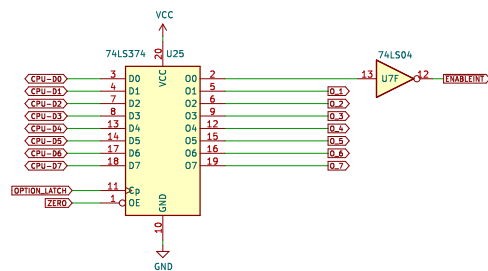 VCC
74LS374 U25
74LS04
20
VCC
CPU-D0 3 D0 O0 2 13 U7F 12 ENABLEINT
CPU-D1 4 D1 O1 5 O_1
CPU-D2 7 D2 O2 6 O_2
CPU-D3 8 D3 O3 9 O_3
CPU-D4 13 D4 O4 12 O_4
CPU-D5 14 D5 O5 15 O_5
CPU-D6 17 D6 O6 16 O_6
CPU-D7 18 D7 O7 19 O_7
OPTION_LATCH 11 Cp
ZERO 1 OE
GND
10
GND